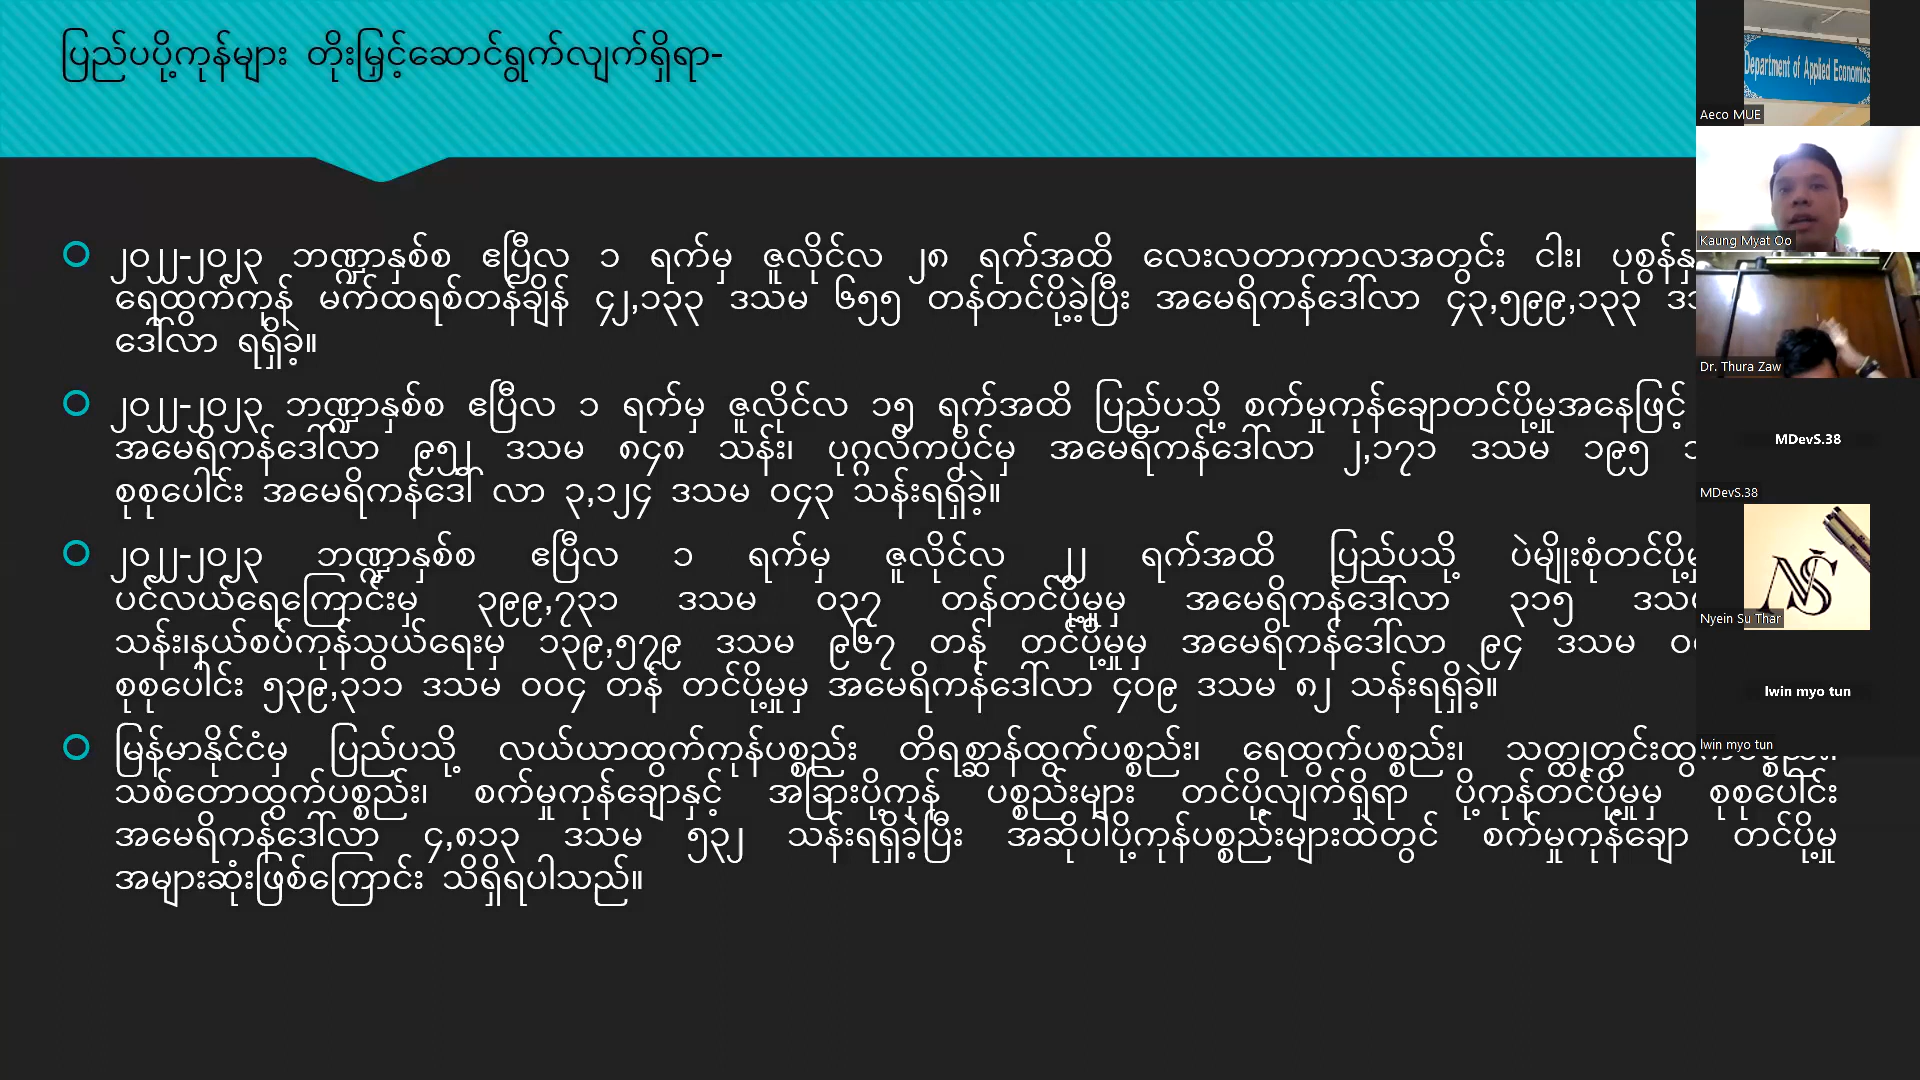 ပြည်ပပို့ကုန်များ တိုးမြှင့်ဆောင်ရွက်လျက်ရှိရာ-
၂၀၂၂-၂၀၂၃ ဘဏ္ဍာနှစ်စ ဧပြီလ ၁ ရက်မှ ဇူလိုင်လ ၂၈ ရက်အထိ လေးလတာကာလအတွင်း ငါး၊ ပုစွန်နှ
ရေထွက်ကုန် မက်ထရစ်တန်ချိန် ၄၂,၁၃၃ ဒသမ ၆၅၅ တန်တင်ပို့ခဲ့ပြီး အမေရိကန်ဒေါ်လာ ၄၃,၅၉၉,၁၃၃
ဒေါ်လာ ရရှိခဲ့။
၂၀၂၂-၂၀၂၃ ဘဏ္ဍာနှစ်စ ဧပြီလ ၁ ရက်မှ ဇူလိုင်လ ၁၅ ရက်အထိ ပြည်ပသို့ စက်မှုကုန်ချောတင်ပို့မှုအနေဖြင့်
အမေရိကန်ဒေါ်လာ ၉၅၂ ဒသမ ၈၄၈ သန်း၊ ပုဂ္ဂလိကပိုင်မှ အမေရိကန်ဒေါ်လာ ၂,၁၇၁ ဒသမ ၁၉၅
စုစုပေါင်း အမေရိကန်ဒေါ် လာ ၃,၁၂၄ ဒသမ ၀၄၃ သန်းရရှိခဲ့။
၂၀၂၂-၂၀၂၃ ဘဏ္ဍာနှစ်စ ဧပြီလ ၁ ရက်မှ ဇူလိုင်လ ၂၂ ရက်အထိ ပြည်ပသို့ ပဲမျိုးစုံတင်ပို့မှ
ပင်လယ်ရေကြောင်းမှ ၃၉၉,၇၃၁ ဒသမ ၀၃၇ တန်တင်ပို့မှုမှ အမေရိကန်ဒေါ်လာ ၃၁၅
သန်း၊နယ်စပ်ကုန်သွယ်ရေးမှ ၁၃၉,၅၇၉ ဒသမ ၉၆၇ တန် တင်ပို့မှုမှ အမေရိကန်ဒေါ်လာ ၉၄ ဒသမ
စုစုပေါင်း ၅၃၉,၃၁၁ ဒသမ ၀၀၄ တန် တင်ပို့မှုမှ အမေရိကန်ဒေါ်လာ ၄၀၉ ဒသမ ၈၂ သန်းရရှိခဲ့။
မြန်မာနိုင်ငံမှ ပြည်ပသို့ လယ်ယာထွက်ကုန်ပစ္စည်း တိရစ္ဆာန်ထွက်ပစ္စည်း၊ ရေထွက်ပစ္စည်း၊ သတ္ထုတွင်းထွ
သစ်တောထွက်ပစ္စည်း၊ စက်မှုကုန်ချောနှင့် အခြားပို့ကုန် ပစ္စည်းများ တင်ပို့လျက်ရှိရာ ပို့ကုန်တင်ပို့မှုမှ စုစုပေါင်း
အမေရိကန်ဒေါ်လာ ၄,၈၁၃ ဒသမ ၅၃၂ သန်းရရှိခဲ့ပြီး အဆိုပါပို့ကုန်ပစ္စည်းများထဲတွင် စက်မှုကုန်ချော တင်ပို့မှု
အများဆုံးဖြစ်ကြောင်း သိရှိရပါသည်။
Department of Applied Economics
Aeco MUE
Kaung Myat Oo
Dr. Thura Zaw
MDevS.38
MDevS.38
NS
Nyein Su Thar
lwin myo tun
lwin myo tun